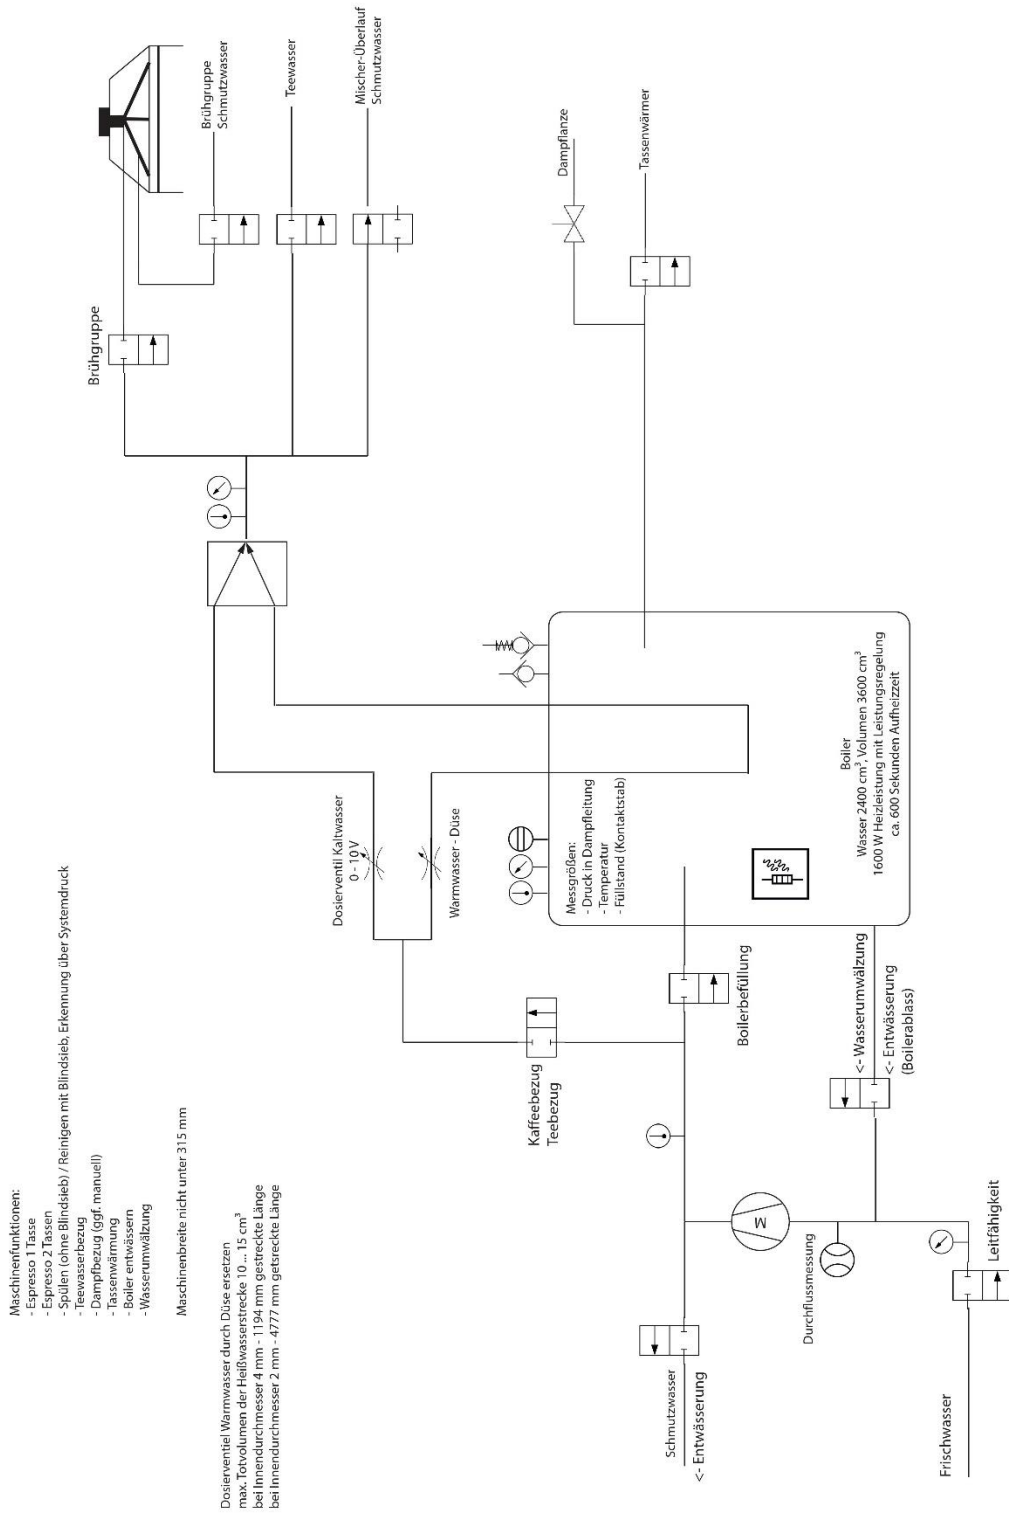 Maschinenfunktionen:
- Espresso 1 Tasse
- Espresso 2 Tassen
- Spülen (ohne Blindsieb) / Reinigen mit Blindsieb, Erkennung über Systemdruck
- Teewasserbezug
- Dampfbezug (ggf. manuell)
- Tassenwärmung
- Boiler entwässern
- Wasserumwälzung
Maschinenbreite nicht unter 315 mm
Dosierventiel Warmwasser durch Düse ersetzen
max. Totvolumen der Heißwasserstrecke 10 ... 15 cm³
bei Innendurchmesser 4 mm - 1194 mm gestreckte Länge
bei Innendurchmesser 2 mm - 4777 mm getsreckte Länge
Brühgruppe
Brühgruppe
Schmutzwasser
Teewasser
Mischer-Überlauf
Schmutzwasser
Dosierventil Kaltwasser
0 - 10 V
Warmwasser - Düse
Dampflanze
Tassenwärmer
Kaffeebezug
Teebezug
Messgrößen:
- Druck in Dampfleitung
- Temperatur
- Füllstand (Kontaktstab)
Boiler
Wasser 2400 cm³, Volumen 3600 cm³
1600 W Heizleistung mit Leistungsregelung
ca. 600 Sekunden Aufheizzeit
Boilerbefüllung
<- Wasserumwälzung
<- Entwässerung
(Boilerablass)
Schmutzwasser
<- Entwässerung
M
Durchflussmessung
Leitfähigkeit
Frischwasser